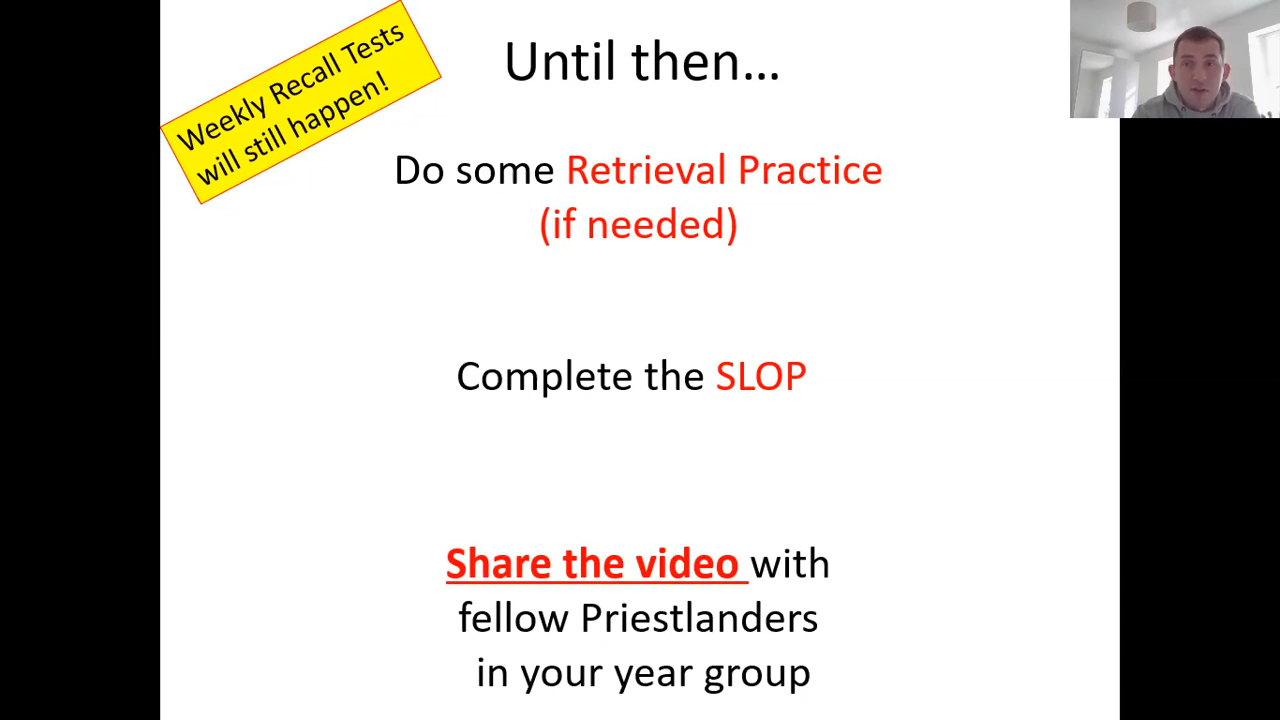 Weekly Recall Tests
will still happen!
Until then…
Do some Retrieval Practice
(if needed)
Complete the SLOP
Share the video with
fellow Priestlanders
in your year group